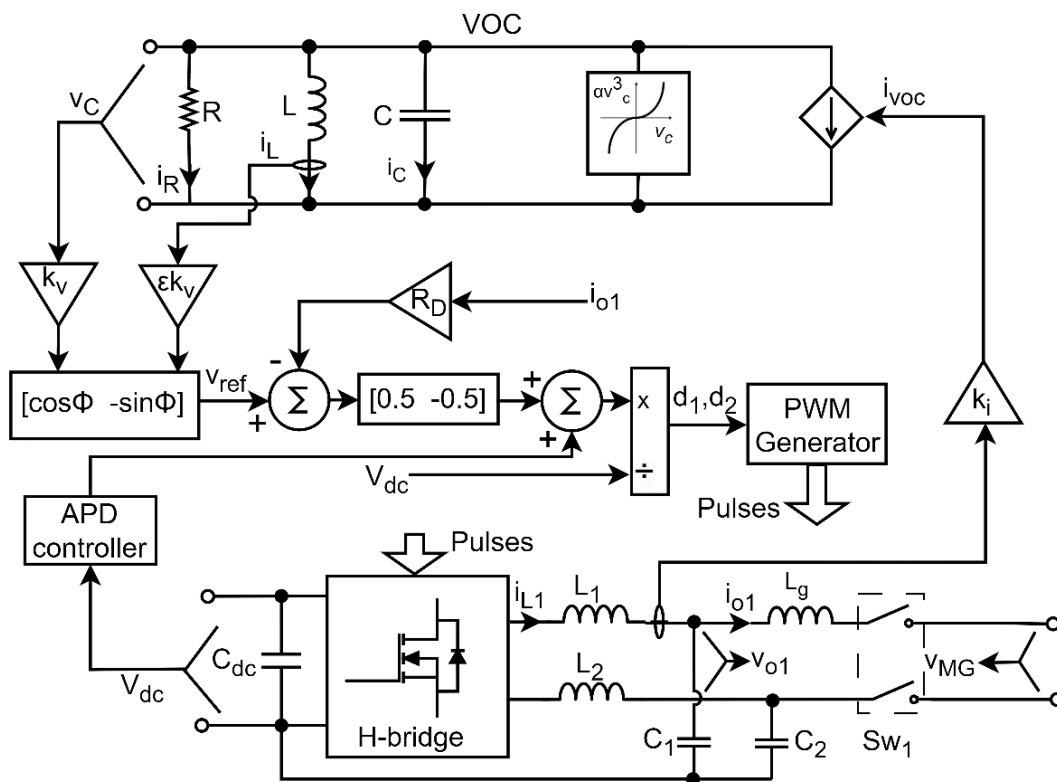 VOC
v_C
R
L
C
αv³_c
v_c
i_voc
i_L
i_R
i_C
k_v
εk_v
R_D
i_o1
[cosΦ -sinΦ]
v_ref
-
+
Σ
[0.5 -0.5]
+
+
Σ
x
÷
d_1,d_2
PWM
Generator
k_i
V_dc
Pulses
APD
controller
Pulses
i_L1
L_1
i_o1
L_g
V_dc
C_dc
L_2
v_o1
v_MG
H-bridge
C_1
C_2
Sw_1